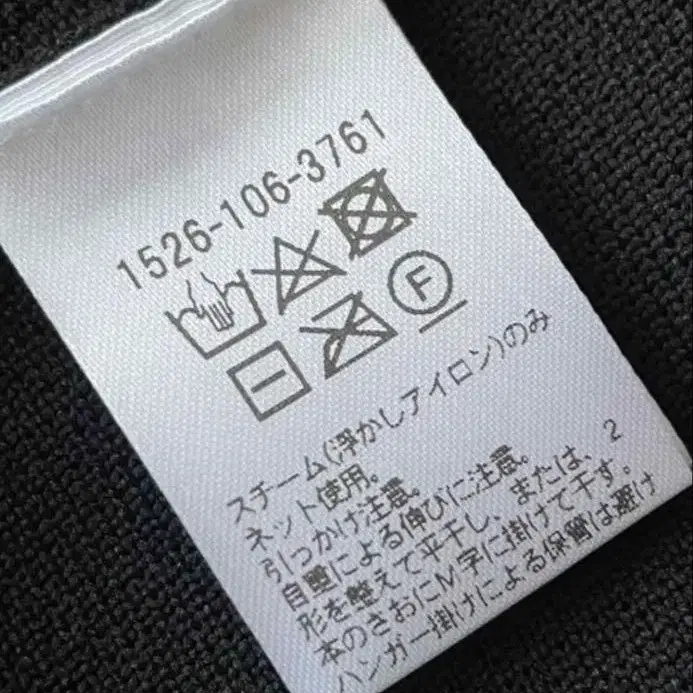 1526-106-3761
F
スチーム(浮かしアイロン)のみ
ネット使用。
引っかけ注意。
自重による伸びに注意。
形を整えて平干し、または、2
本のさおにM字に掛けて干す。
ハンガー掛けによる保管は避け